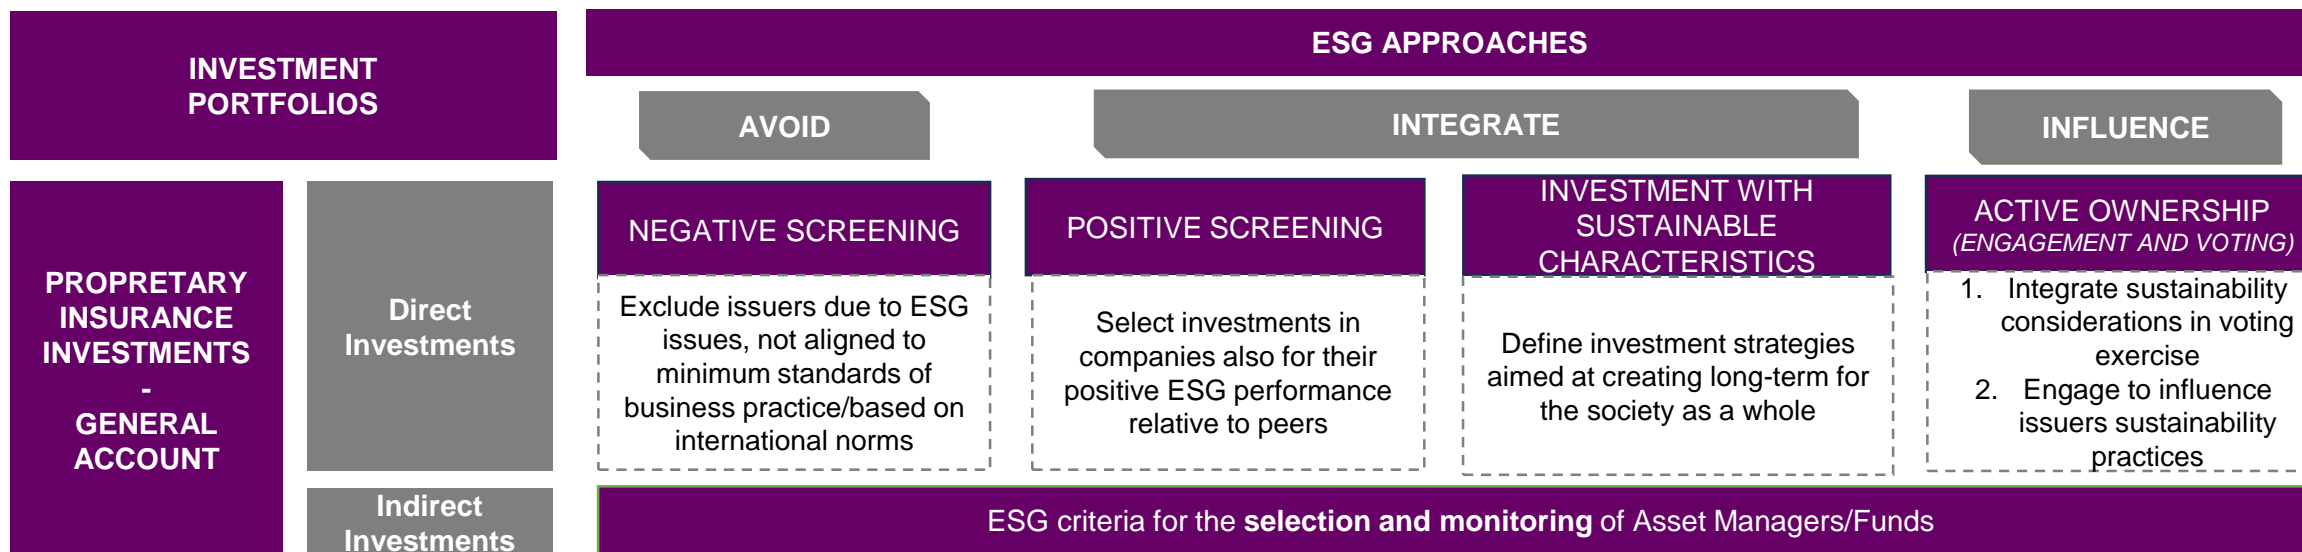 INVESTMENT
PORTFOLIOS
ESG APPROACHES
AVOID
INTEGRATE
INFLUENCE
PROPRETARY
INSURANCE
INVESTMENTS
-
GENERAL
ACCOUNT
Direct
Investments
NEGATIVE SCREENING
Exclude issuers due to ESG
issues, not aligned to
minimum standards of
business practice/based on
international norms
POSITIVE SCREENING
Select investments in
companies also for their
positive ESG performance
relative to peers
INVESTMENT WITH
SUSTAINABLE
CHARACTERISTICS
Define investment strategies
aimed at creating long-term for
the society as a whole
ACTIVE OWNERSHIP
(ENGAGEMENT AND VOTING)
1. Integrate sustainability
considerations in voting
exercise
2. Engage to influence
issuers sustainability
practices
Indirect
Investments
ESG criteria for the selection and monitoring of Asset Managers/Funds